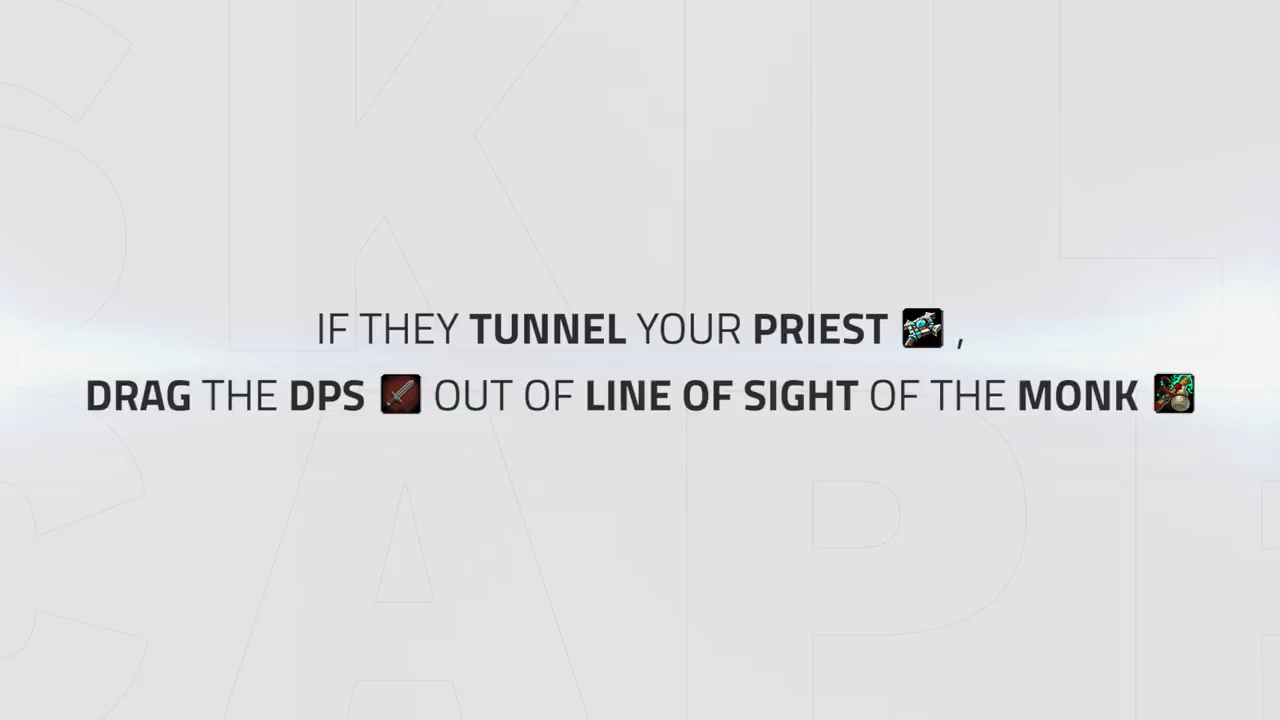 IF THEY TUNNEL YOUR PRIEST ,
DRAG THE DPS OUT OF LINE OF SIGHT OF THE MONK